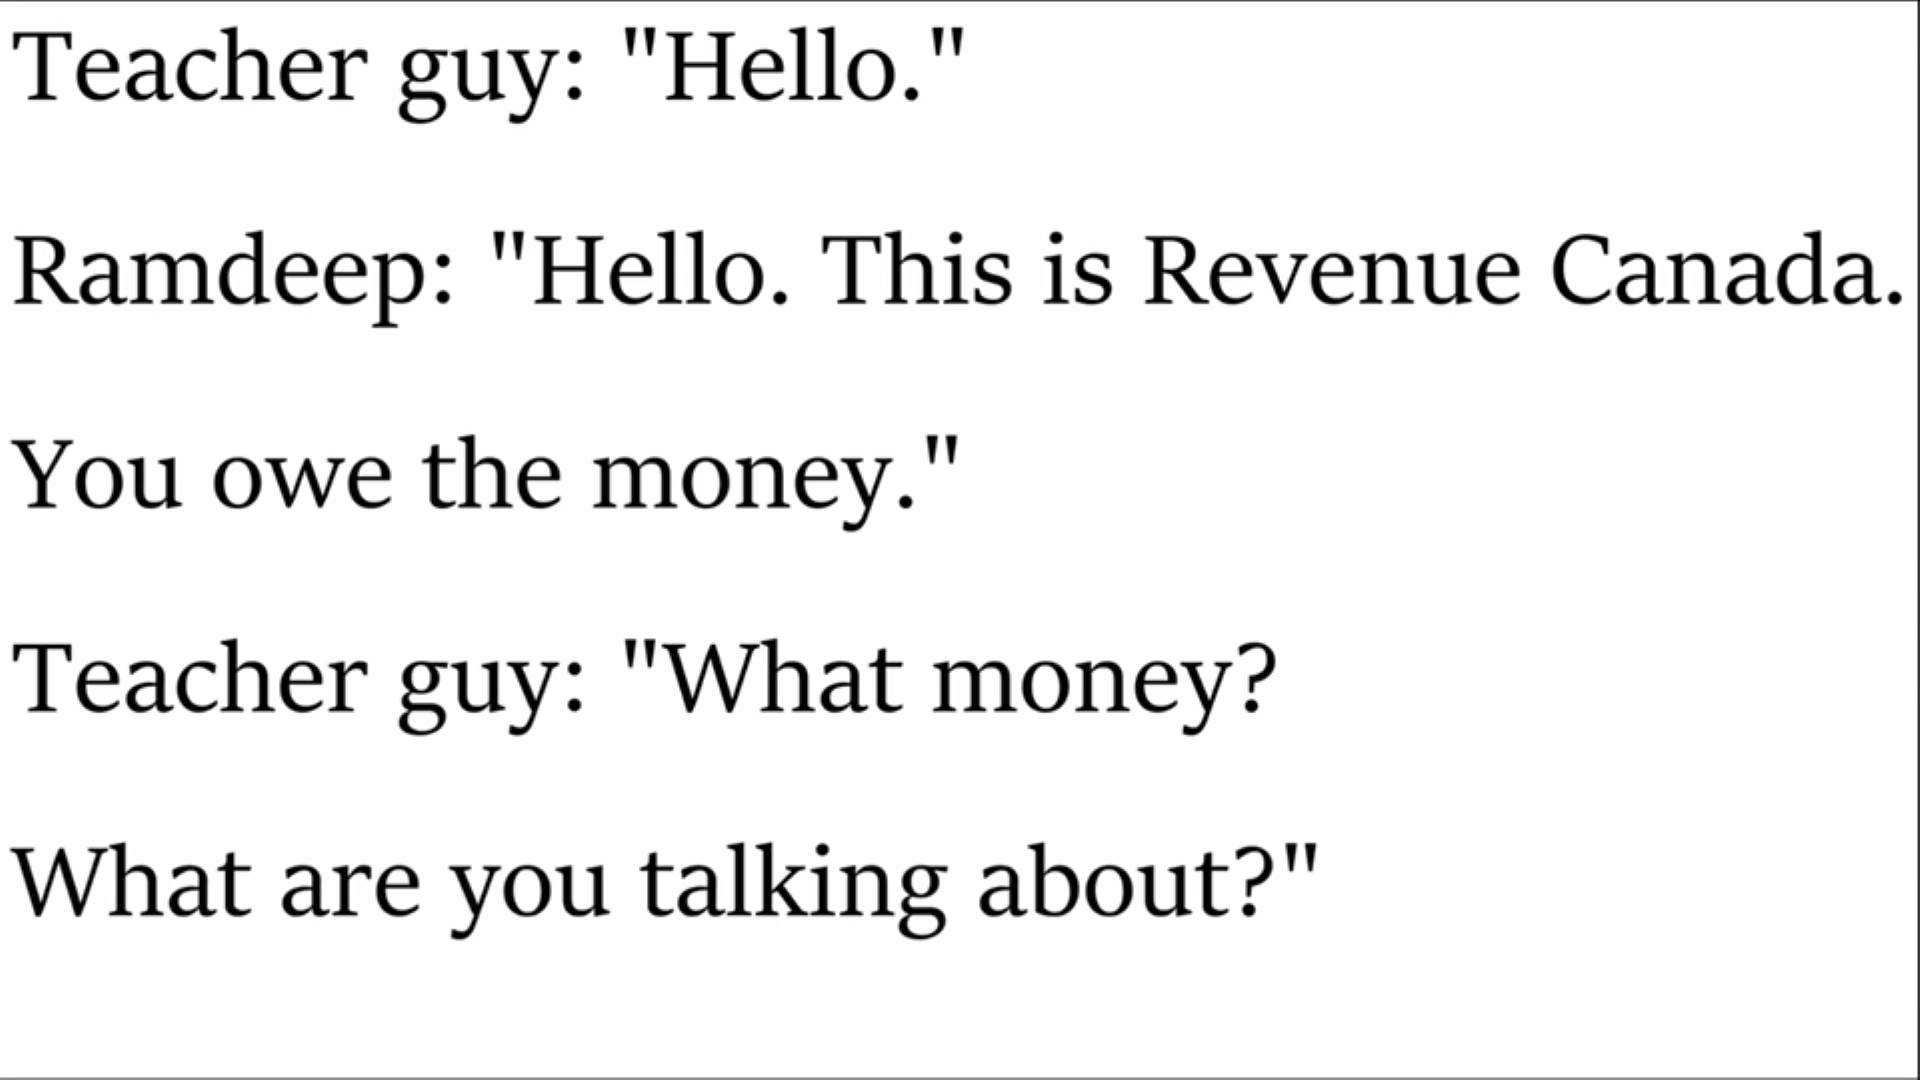 Teacher guy: "Hello."
Ramdeep: "Hello. This is Revenue Canada.
You owe the money."
Teacher guy: "What money?
What are you talking about?"